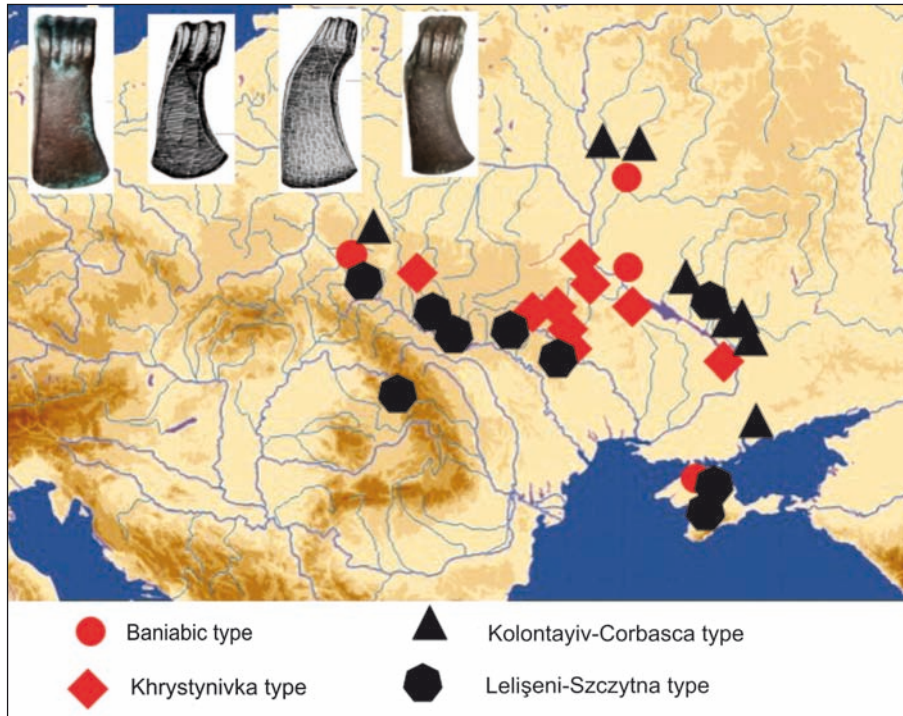 Baniabic type
Kolontayiv-Corbasca type
Khrystynivka type
Lelişeni-Szczytna type